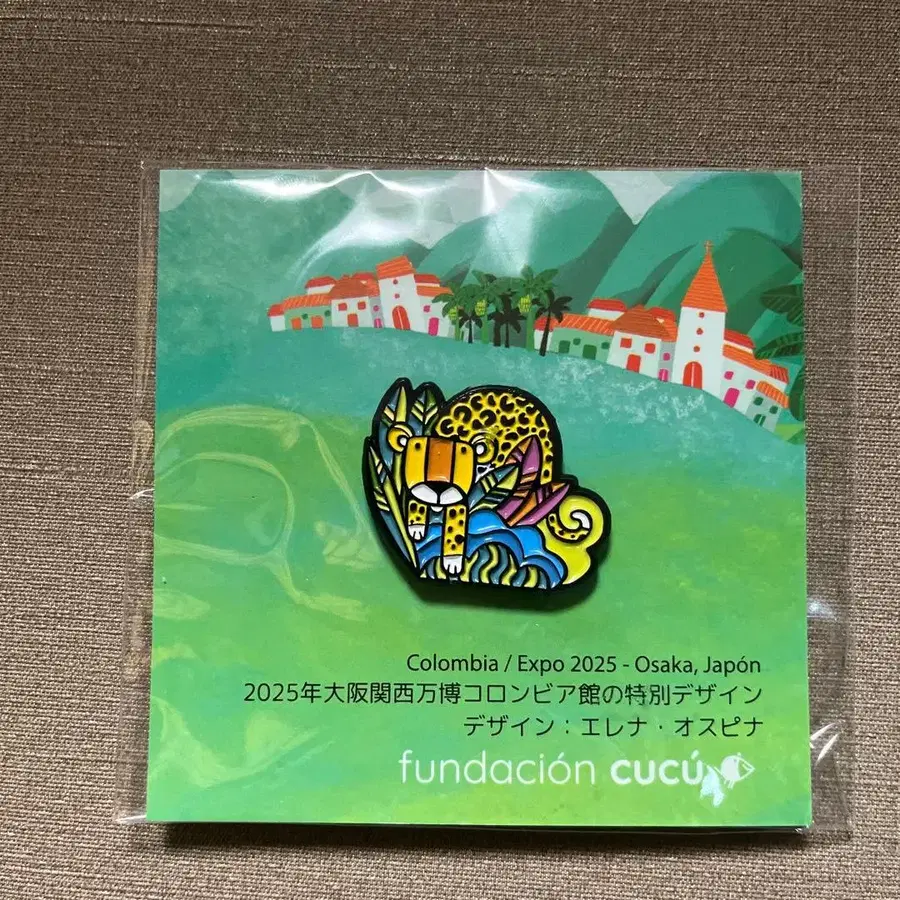 Colombia / Expo 2025 - Osaka, Japón
2025年大阪関西万博コロンビア館の特別デザイン
デザイン：エレナ・オスピナ
fundación cucú